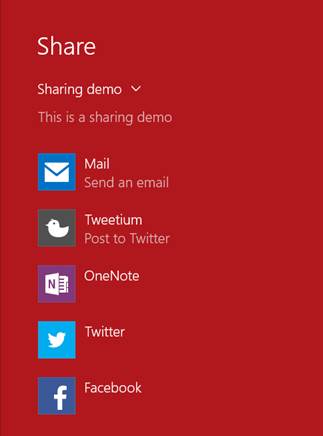 Share
Sharing demo
This is a sharing demo
Mail
Send an email
Tweetium
Post to Twitter
OneNote
Twitter
Facebook